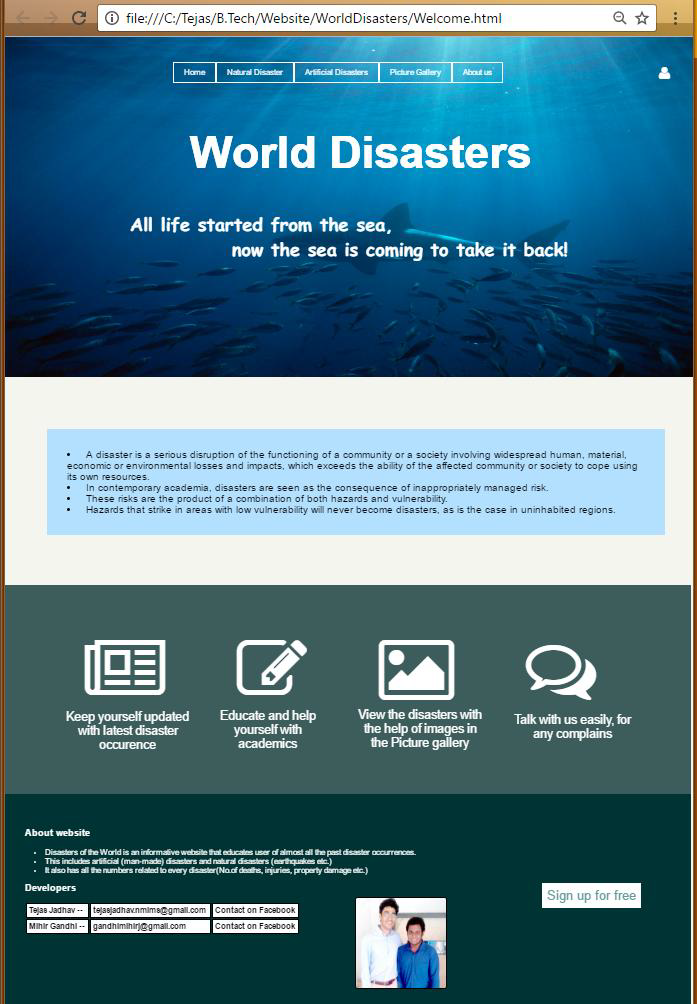 file:///C:/Tejas/B.Tech/Website/WorldDisasters/Welcome.html
Home Natural Disaster Artificial Disasters Picture Gallery About us
World Disasters
All life started from the sea,
now the sea is coming to take it back!
• A disaster is a serious disruption of the functioning of a community or a society involving widespread human, material,
economic or environmental losses and impacts, which exceeds the ability of the affected community or society to cope using
its own resources.
• In contemporary academia, disasters are seen as the consequence of inappropriately managed risk.
• These risks are the product of a combination of both hazards and vulnerability.
• Hazards that strike in areas with low vulnerability will never become disasters, as is the case in uninhabited regions.
Keep yourself updated
with latest disaster
occurence
Educate and help
yourself with
academics
View the disasters with
the help of images in
the Picture gallery
Talk with us easily, for
any complains
About website
• Disasters of the World is an informative website that educates user of almost all the past disaster occurrences.
• This includes artificial (man-made) disasters and natural disasters (earthquakes etc.)
• It also has all the numbers related to every disaster(No.of deaths, injuries, property damage etc.)
Developers
Tejas Jadhav -- tejasjadhav.nmims@gmail.com Contact on Facebook
Mihir Gandhi -- gandhimihirj@gmail.com Contact on Facebook
Sign up for free